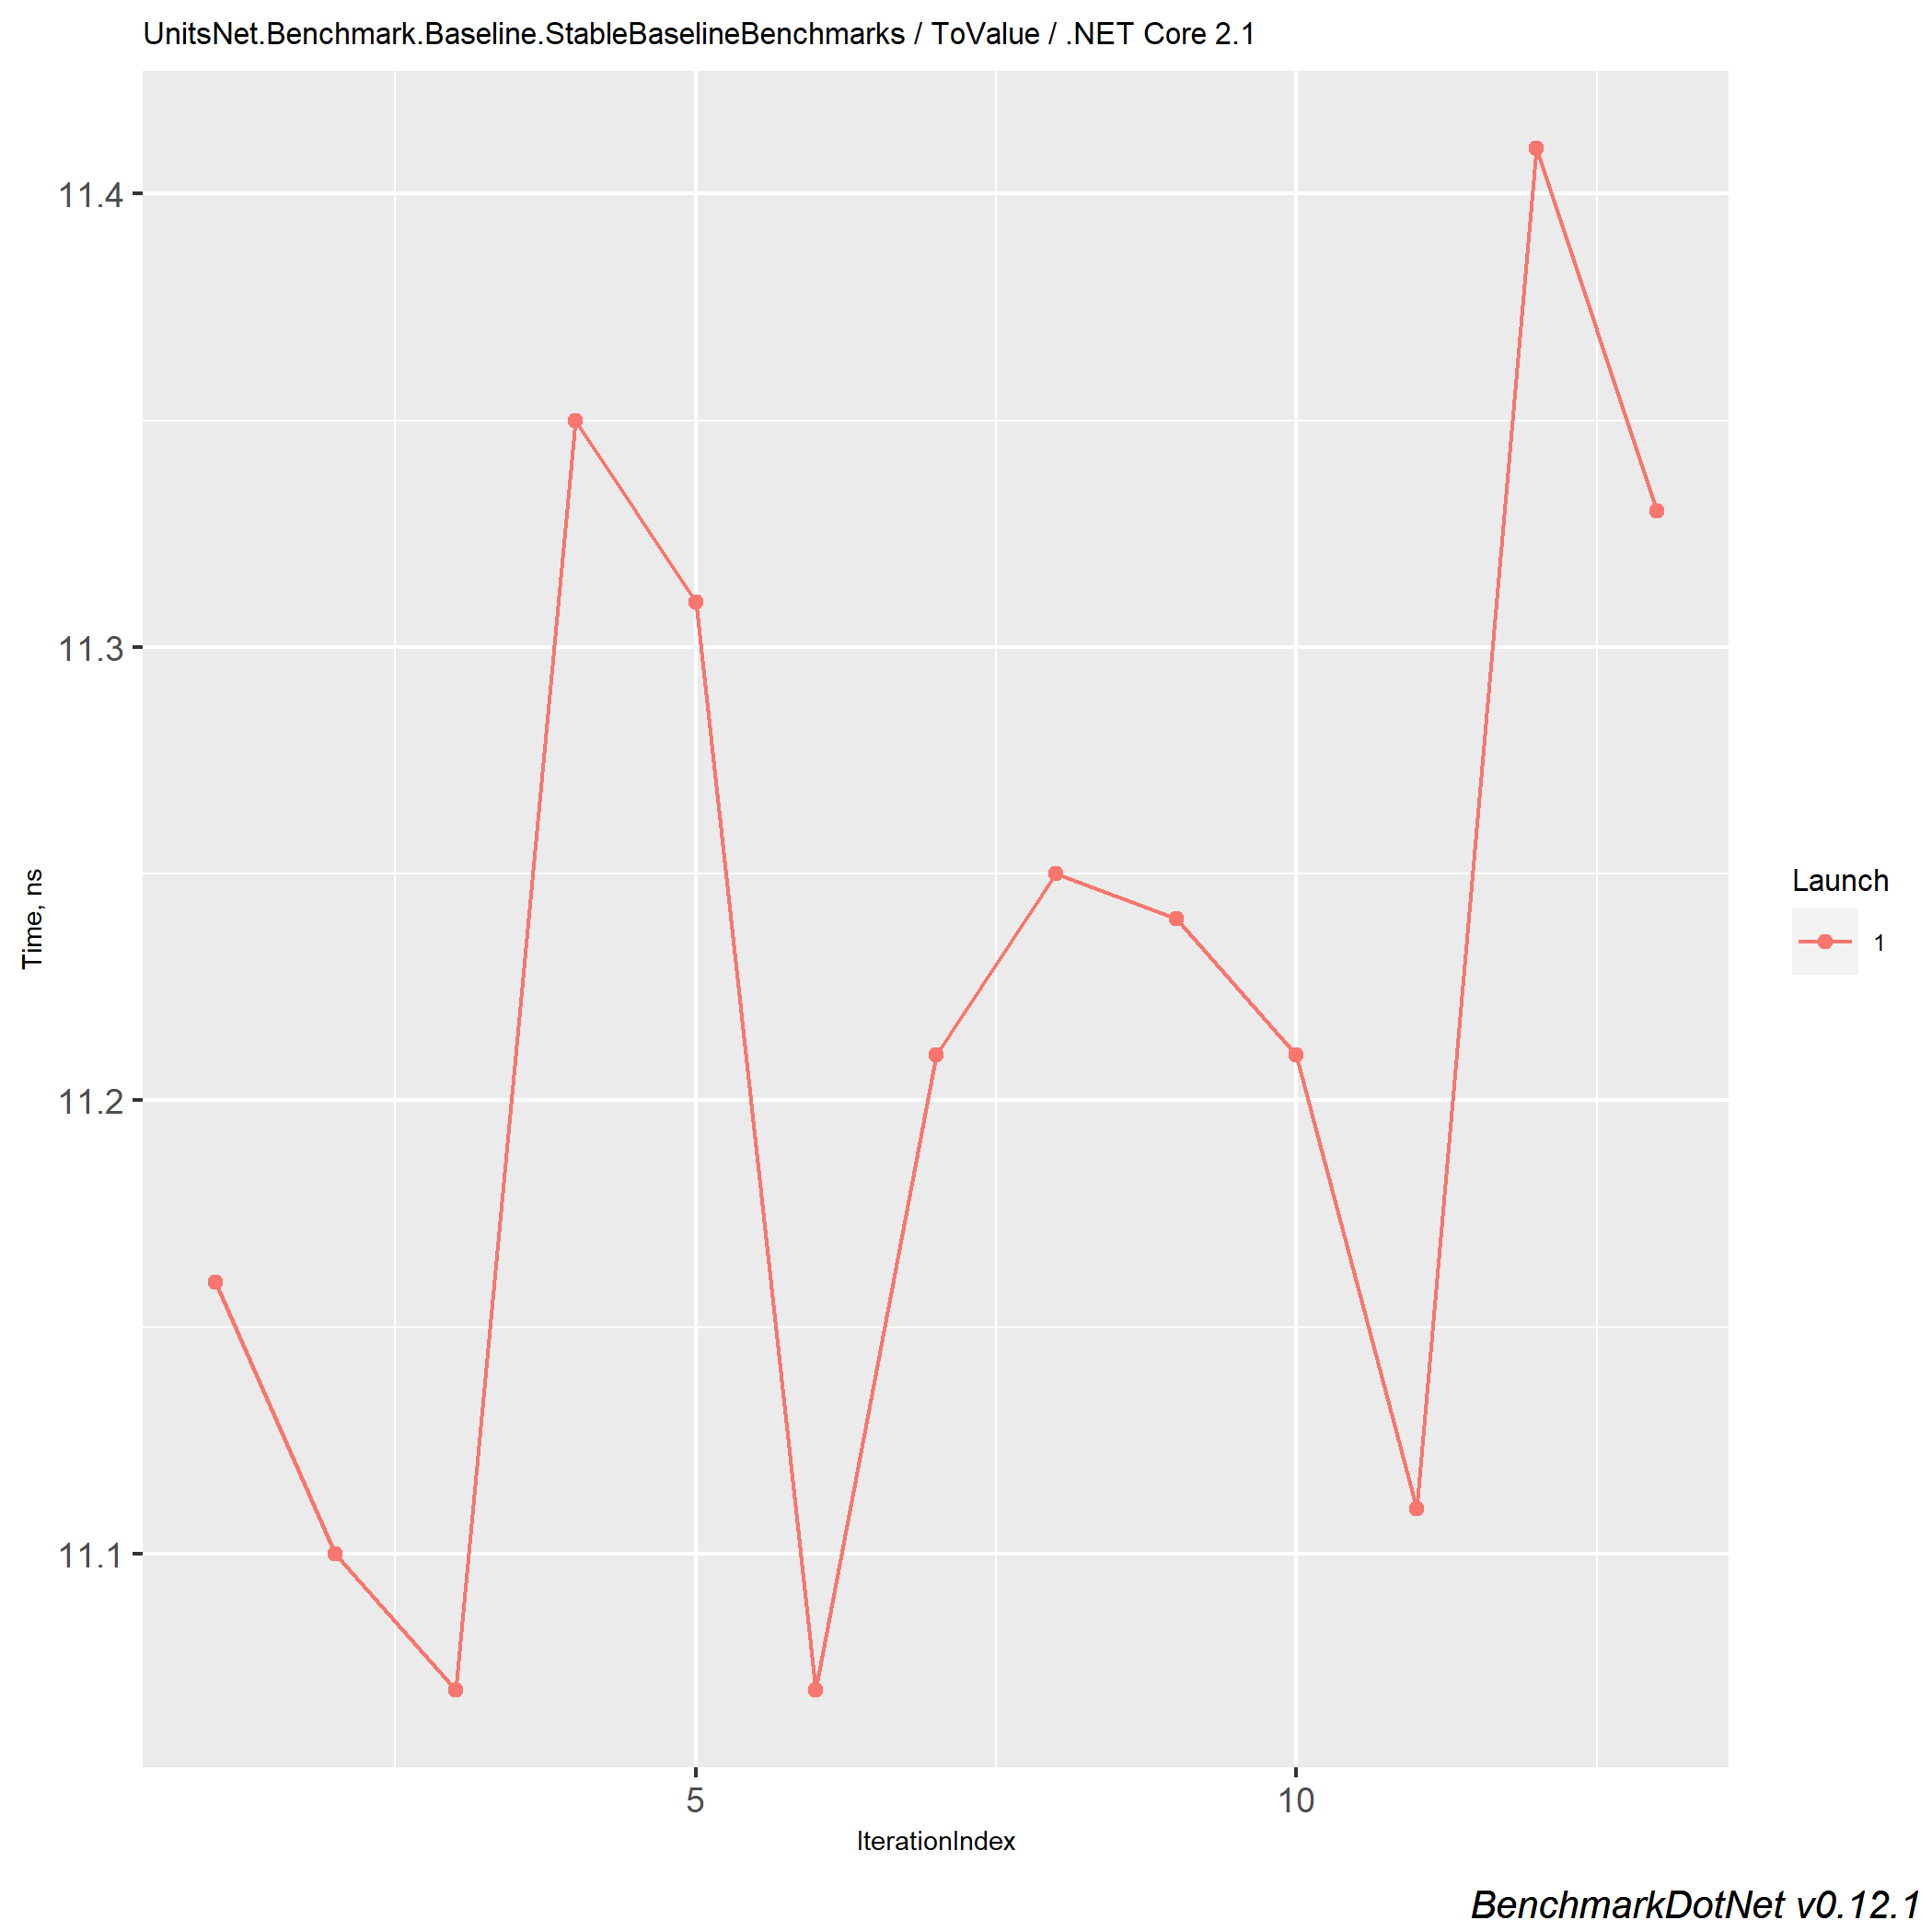 UnitsNet.Benchmark.Baseline.StableBaselineBenchmarks / ToValue / .NET Core 2.1
11.4
11.3
11.2
11.1
Time, ns
5
10
IterationIndex
Launch
1
BenchmarkDotNet v0.12.1